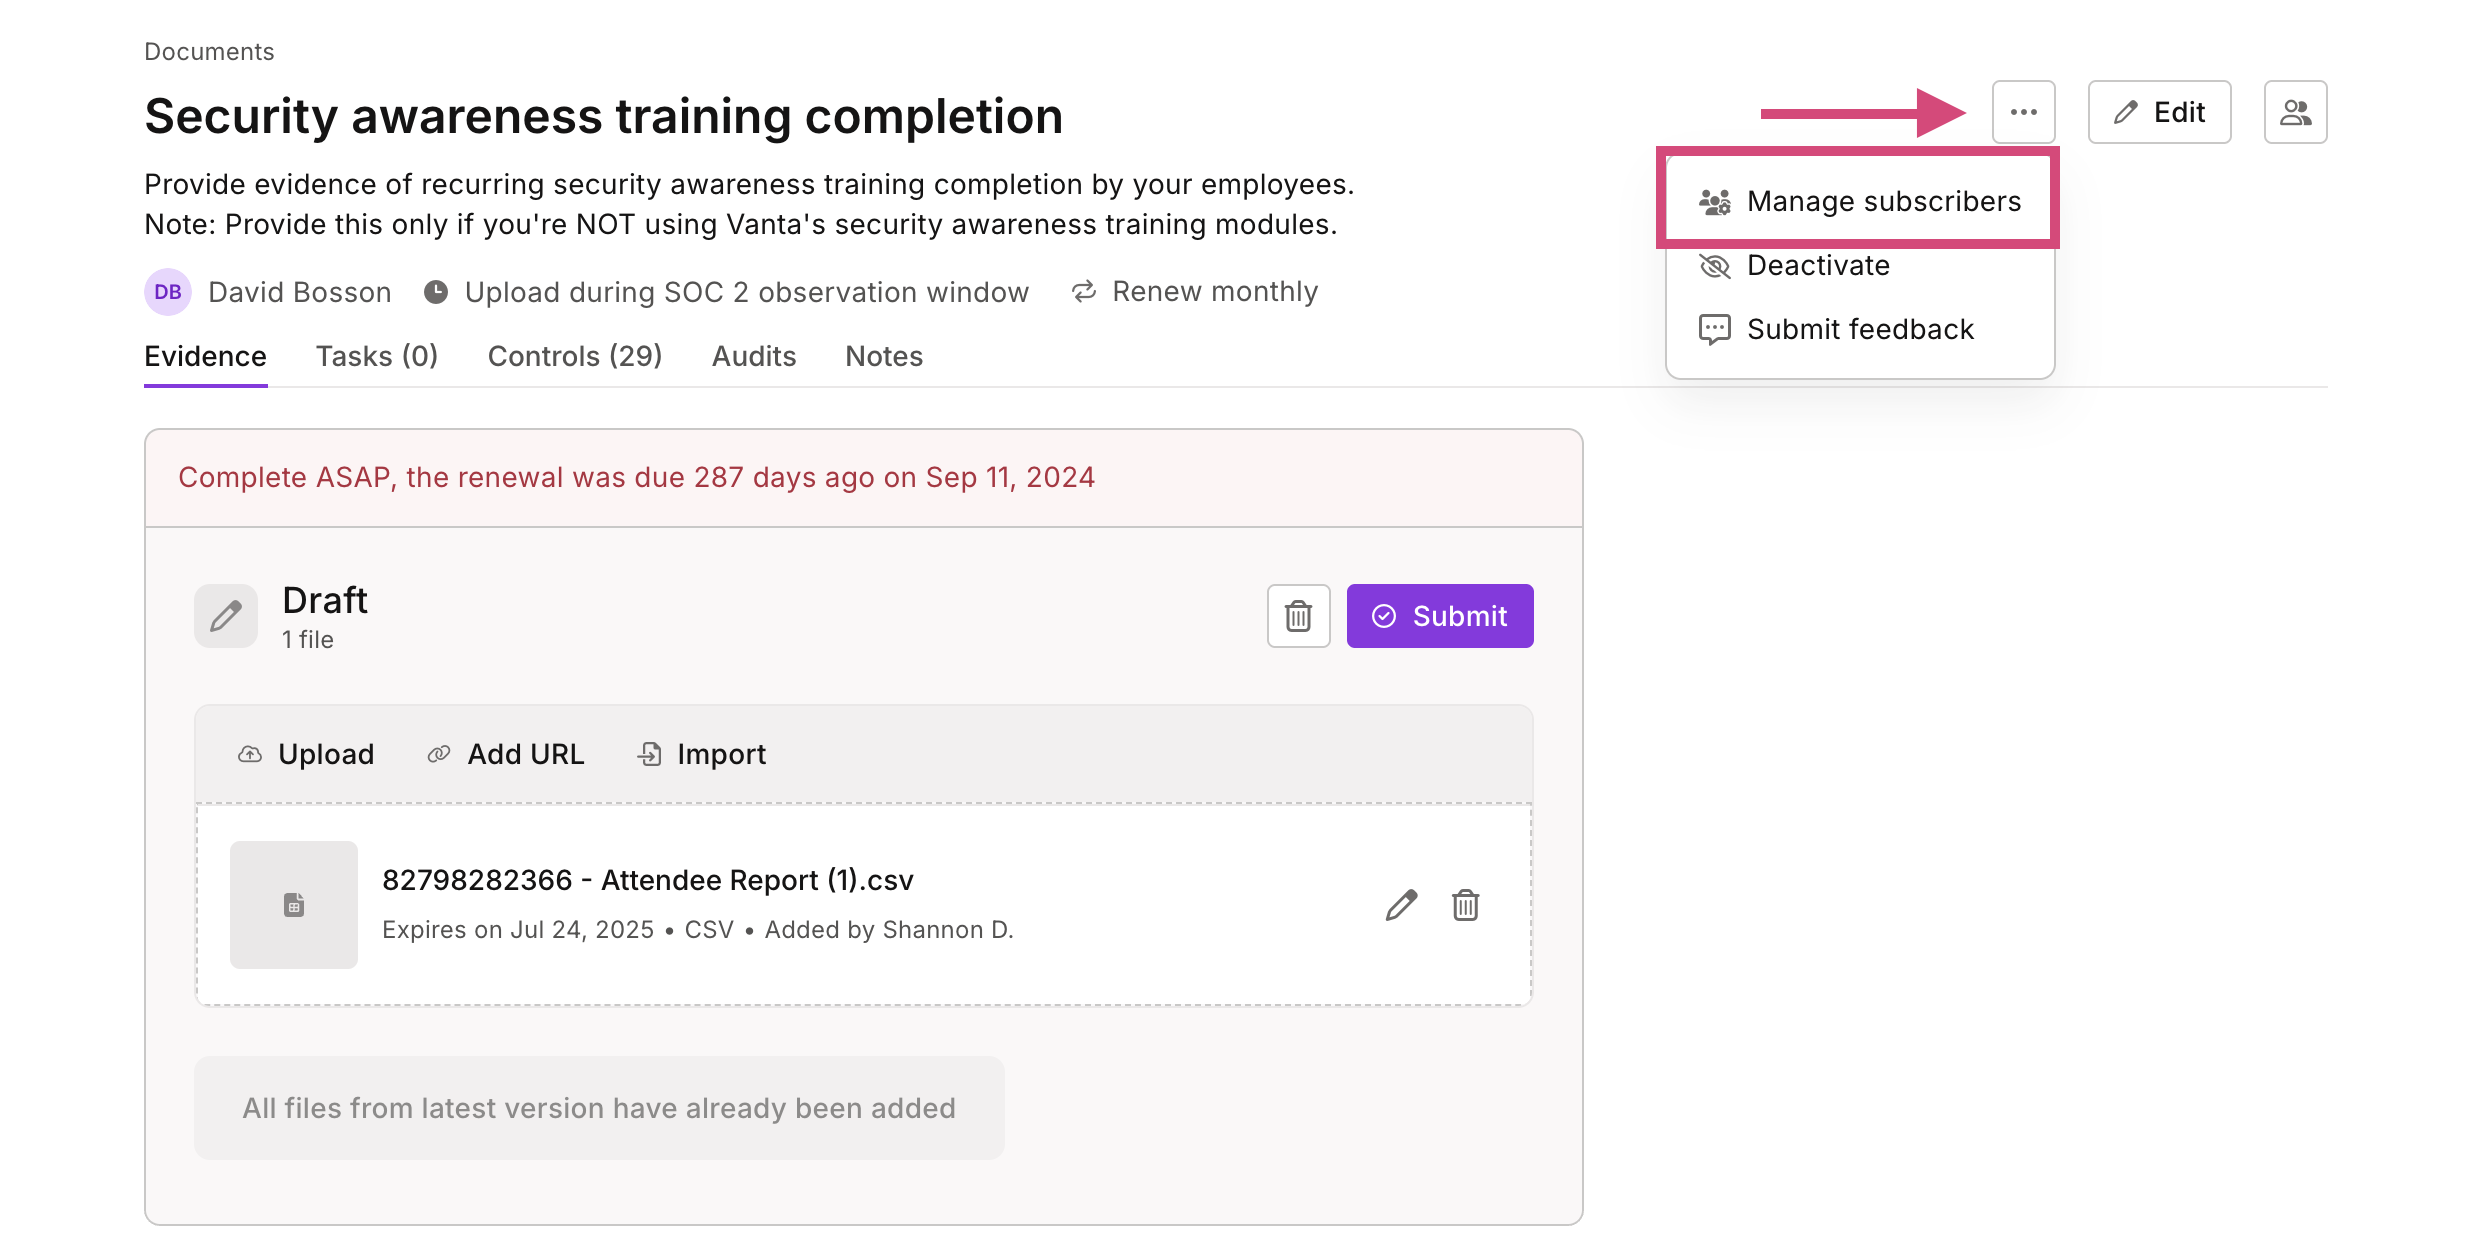 Documents
Security awareness training completion
Edit
Provide evidence of recurring security awareness training completion by your employees.
Note: Provide this only if you're NOT using Vanta's security awareness training modules.
Manage subscribers
Deactivate
Submit feedback
DB David Bosson Upload during SOC 2 observation window Renew monthly
Evidence Tasks (0) Controls (29) Audits Notes
Complete ASAP, the renewal was due 287 days ago on Sep 11, 2024
Draft
1 file
Submit
Upload Add URL Import
82798282366 - Attendee Report (1).csv
Expires on Jul 24, 2025 • CSV • Added by Shannon D.
All files from latest version have already been added